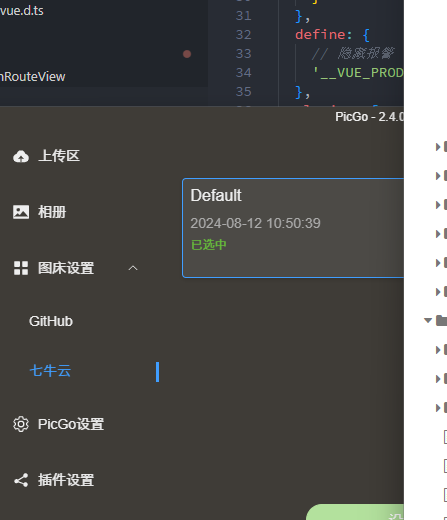 vue.d.ts
nRouteView
31
},
32
define: {
33
// 隐藏报警
34
'__VUE_PROD
35
},
PicGo - 2.4.0
上传区
相册
图床设置
GitHub
七牛云
PicGo设置
插件设置
Default
2024-08-12 10:50:39
已选中